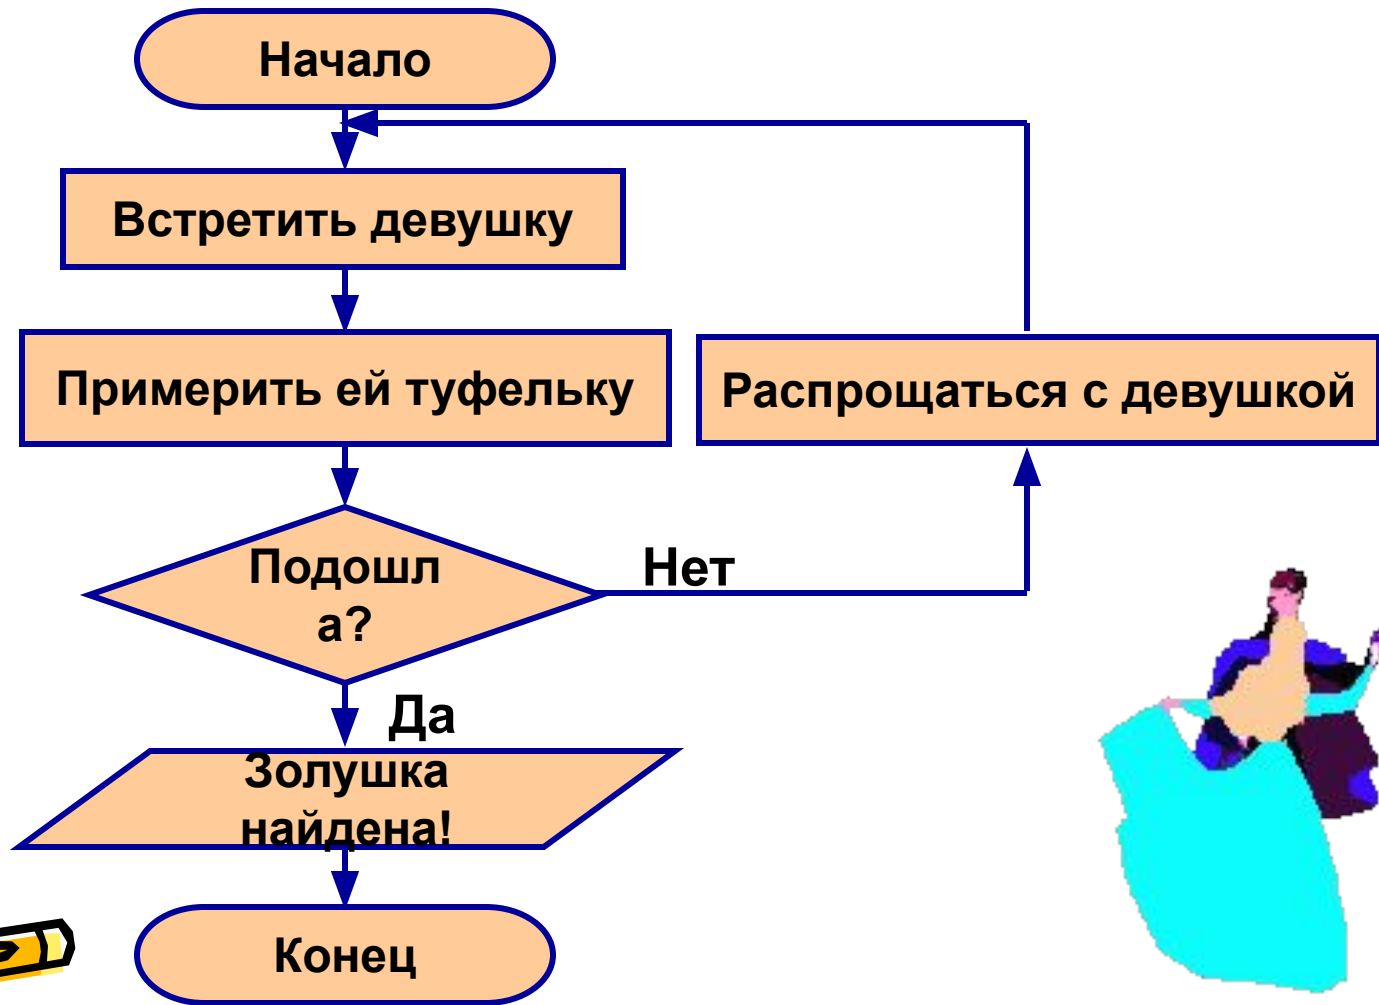 Начало
Встретить девушку
Примерить ей туфельку
Распрощаться с девушкой
Подошл
а?
Нет
Да
Золушка
найдена!
Конец